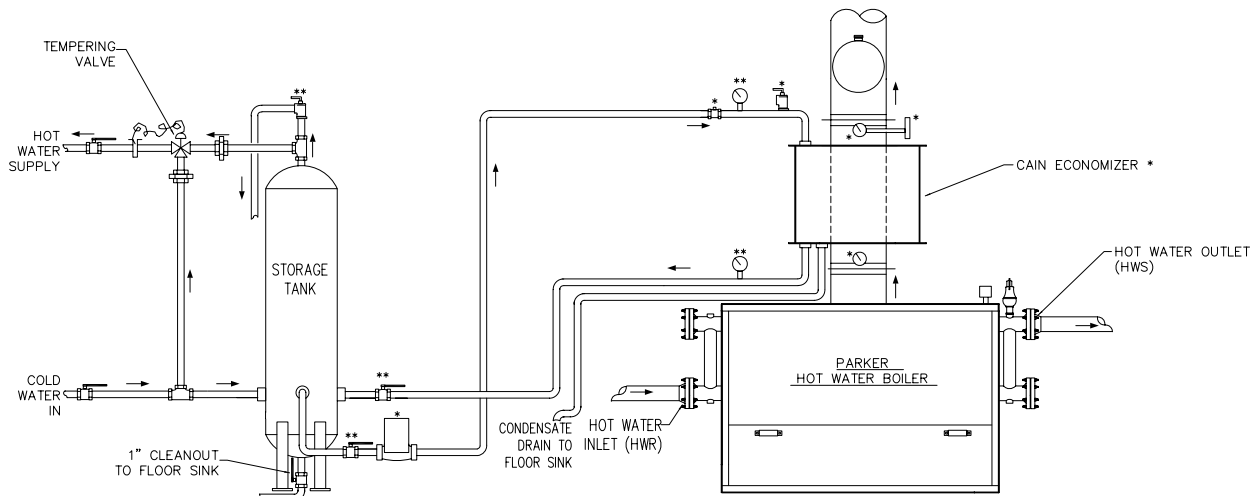 TEMPERING
VALVE
HOT
WATER
SUPPLY
**
*
**
*
*
*
CAIN ECONOMIZER *
STORAGE
TANK
**
*
HOT WATER OUTLET
(HWS)
PARKER
HOT WATER BOILER
COLD
WATER
IN
**
*
**
CONDENSATE
DRAIN TO
FLOOR SINK
HOT WATER
INLET (HWR)
1" CLEANOUT
TO FLOOR SINK